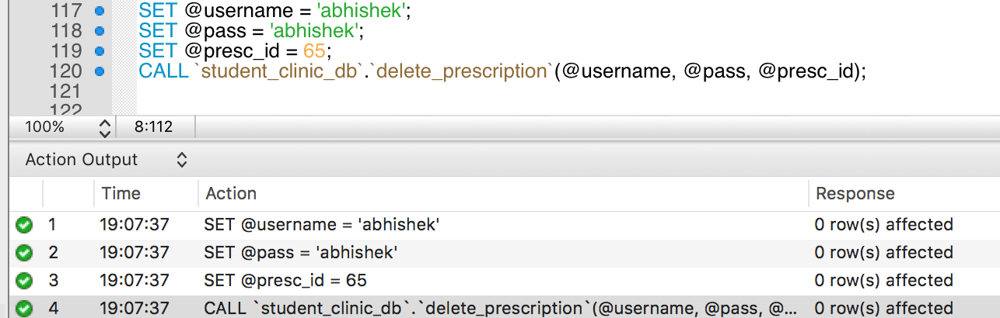 117 SET @username = 'abhishek';
118 SET @pass = 'abhishek';
119 SET @presc_id = 65;
120 CALL `student_clinic_db`.`delete_prescription`(@username, @pass, @presc_id);
121
122
100% 8:112
Action Output
Time Action Response
1 19:07:37 SET @username = 'abhishek' 0 row(s) affected
2 19:07:37 SET @pass = 'abhishek' 0 row(s) affected
3 19:07:37 SET @presc_id = 65 0 row(s) affected
4 19:07:37 CALL `student_clinic_db`.`delete_prescription`(@username, @pass, @... 0 row(s) affected